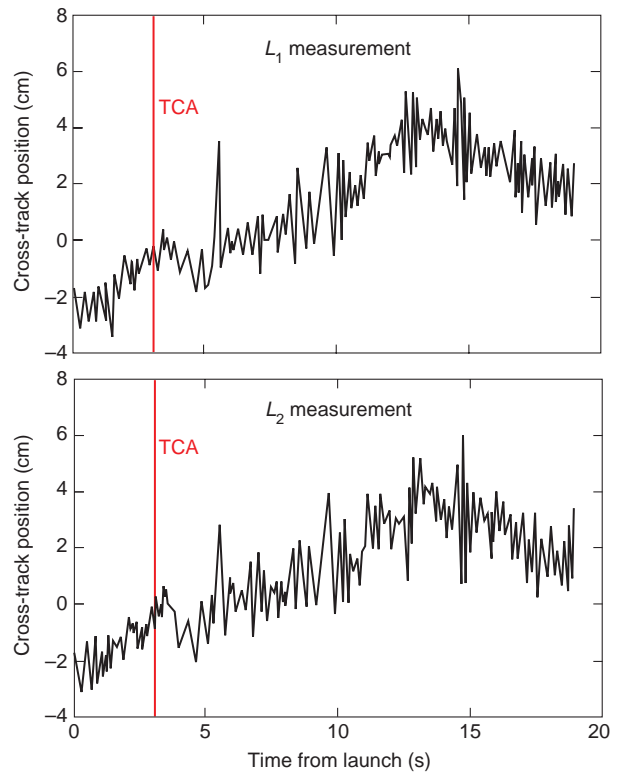 8
L1 measurement
6
TCA
4
2
0
−2
−4
Cross-track position (cm)
8
L2 measurement
6
TCA
4
2
0
−2
−4
Cross-track position (cm)
0 5 10 15 20
Time from launch (s)